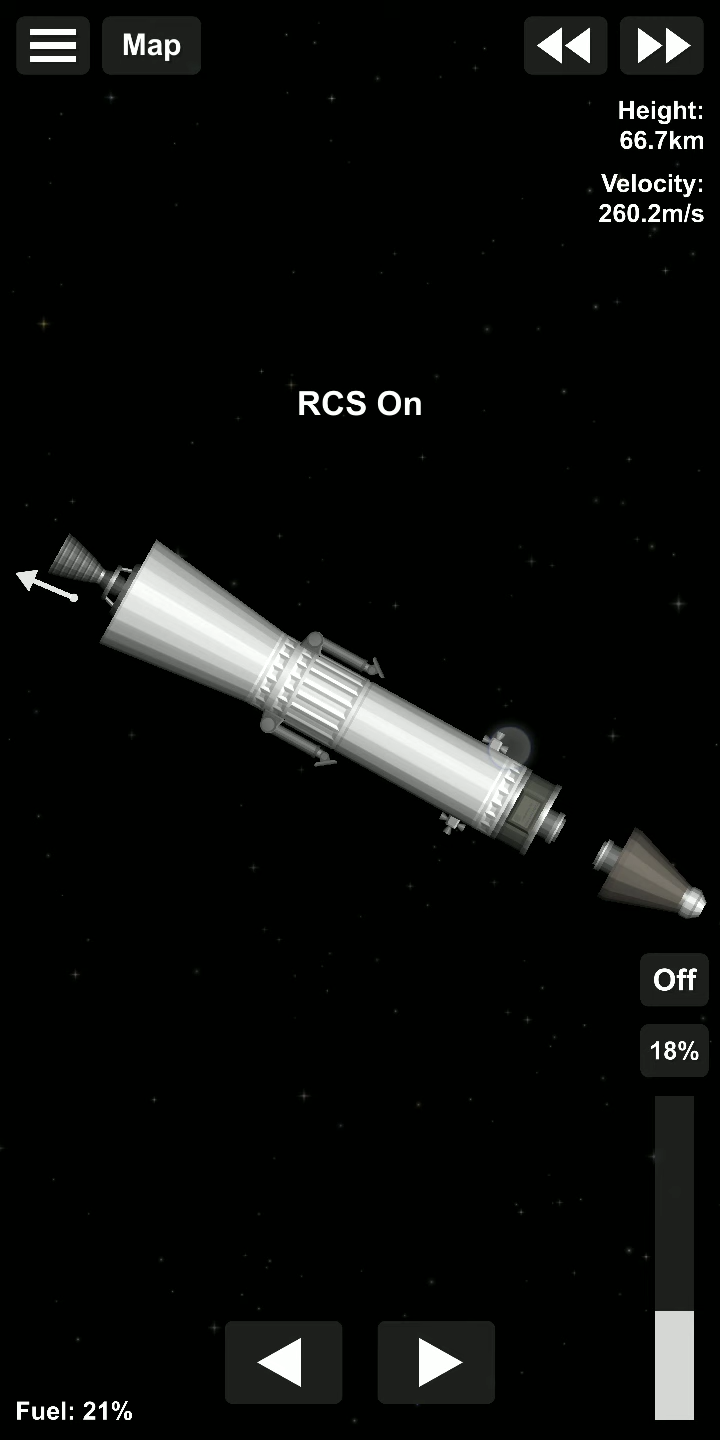 Map
Height:
66.7km
Velocity:
260.2m/s
RCS On
Off
18%
Fuel: 21%